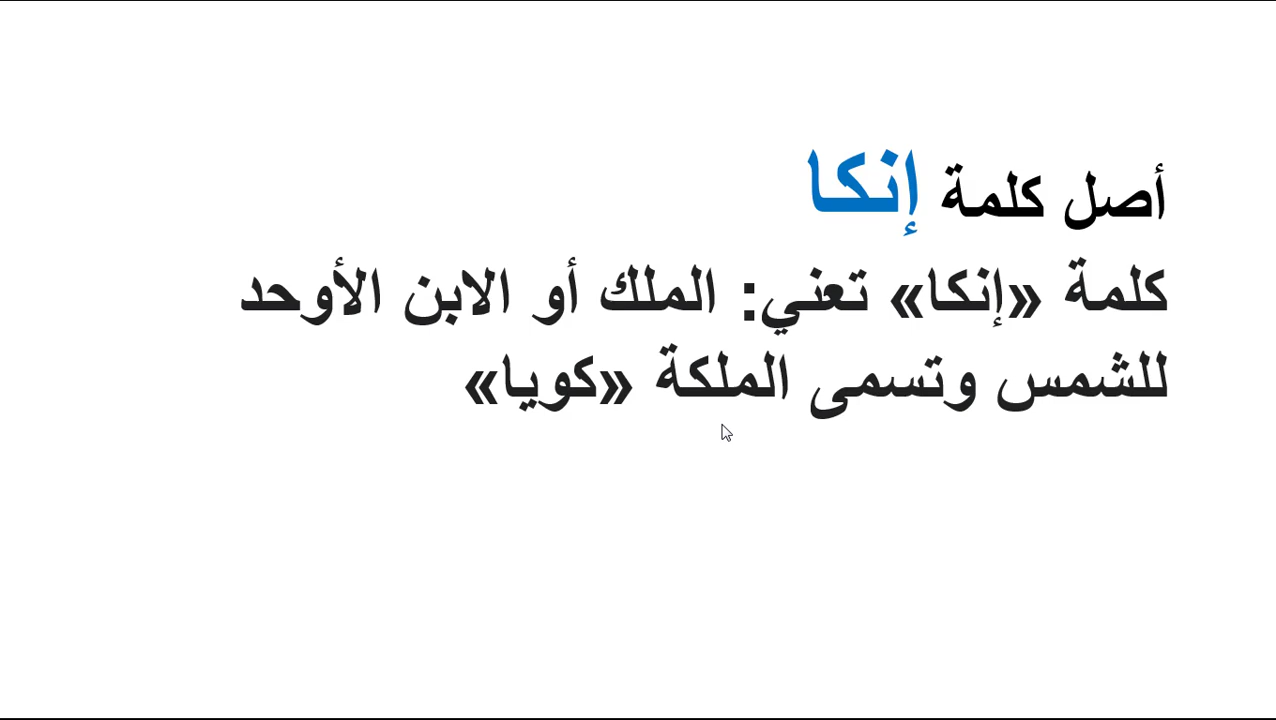 أصل كلمة إنكا
كلمة «إنكا» تعني: الملك أو الابن الأوحد
للشمس وتسمى الملكة «كويا»